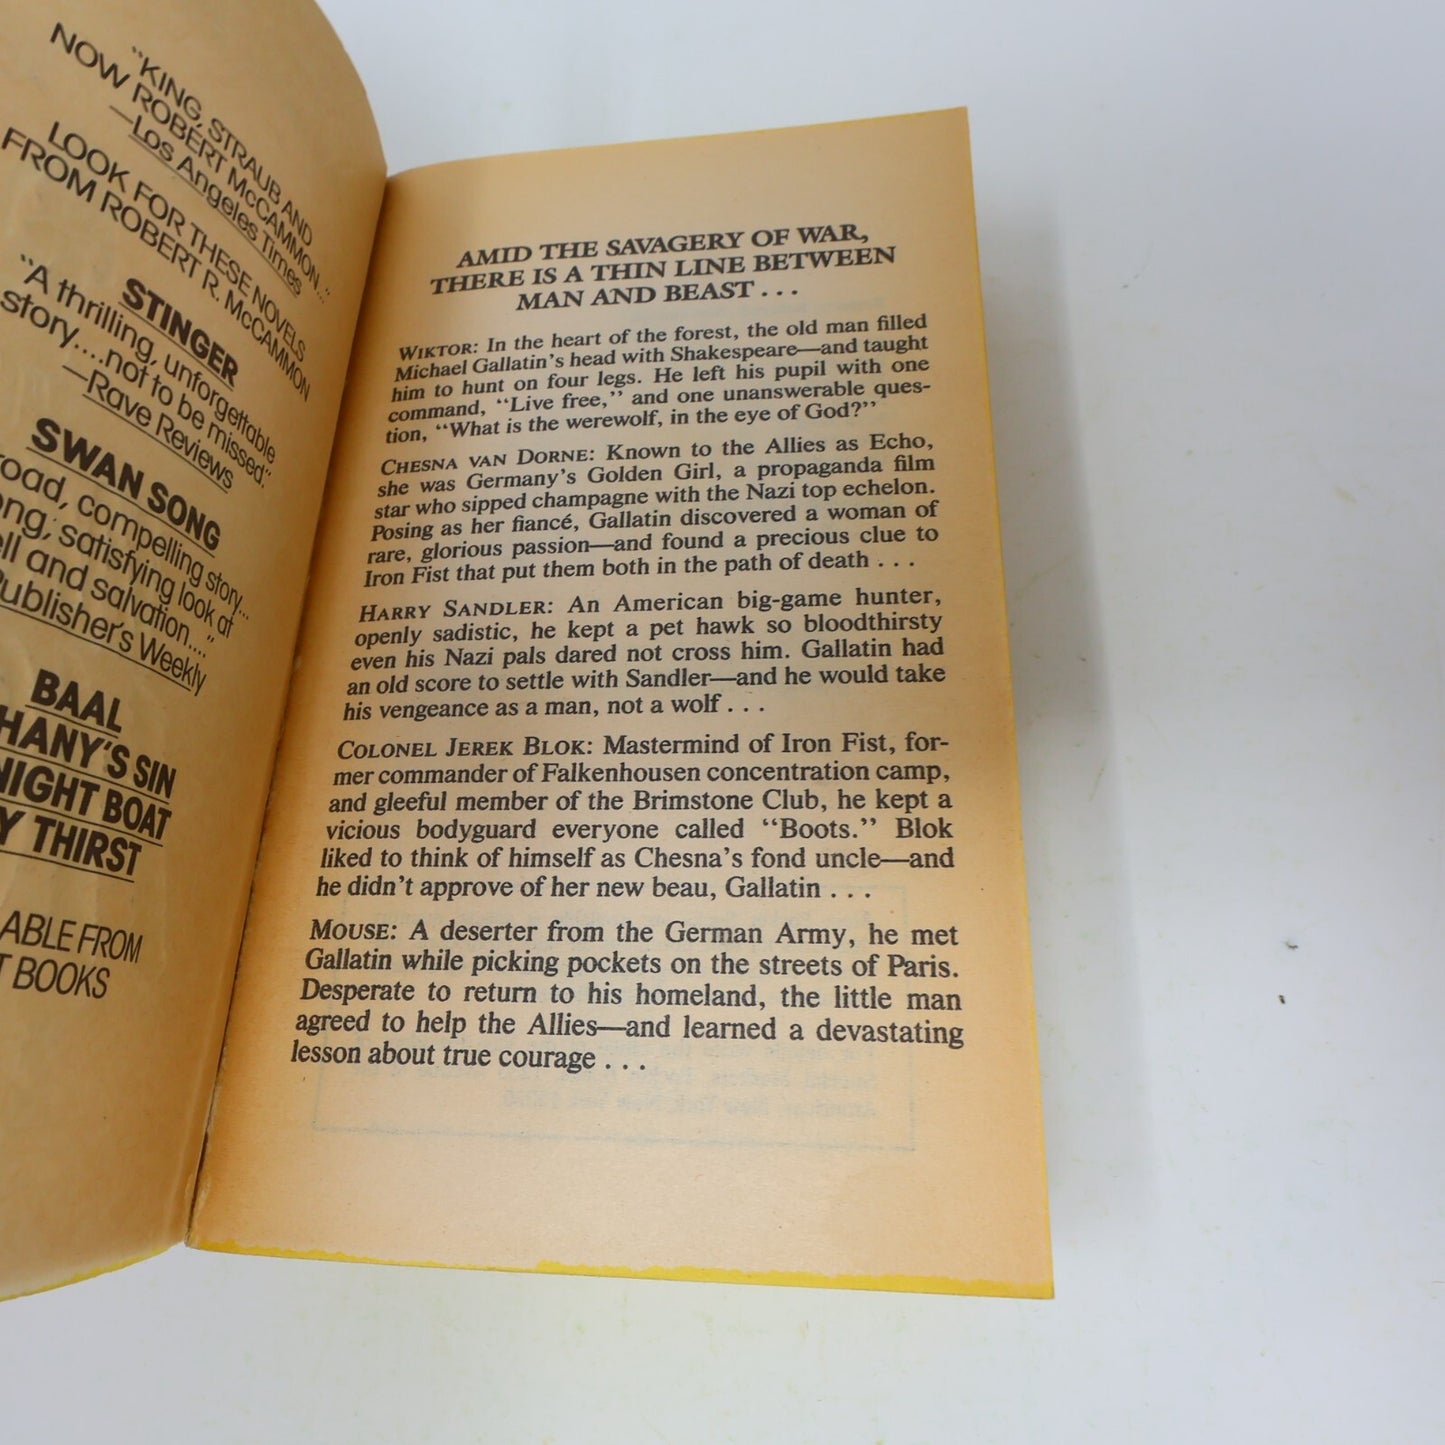 "KING, STRAUB AND
NOW ROBERT McCAMMON..."
—Los Angeles Times
LOOK FOR THESE NOVELS
FROM ROBERT R. McCAMMON
STINGER
"A thrilling, unforgettable
story....not to be missed."
—Rave Reviews
SWAN SONG
compelling story...
satisfying look at
and salvation...."
Publisher's Weekly
BAAL
SIN
NIGHT BOAT
THIRST
FROM
BOOKS
AMID THE SAVAGERY OF WAR,
THERE IS A THIN LINE BETWEEN
MAN AND BEAST . . .
WIKTOR: In the heart of the forest, the old man filled
Michael Gallatin's head with Shakespeare—and taught
him to hunt on four legs. He left his pupil with one
command, "Live free," and one unanswerable ques-
tion, "What is the werewolf, in the eye of God?"
CHESNA VAN DORNE: Known to the Allies as Echo,
she was Germany's Golden Girl, a propaganda film
star who sipped champagne with the Nazi top echelon.
Posing as her fiancé, Gallatin discovered a woman of
rare, glorious passion—and found a precious clue to
Iron Fist that put them both in the path of death . . .
HARRY SANDLER: An American big-game hunter,
openly sadistic, he kept a pet hawk so bloodthirsty
even his Nazi pals dared not cross him. Gallatin had
an old score to settle with Sandler—and he would take
his vengeance as a man, not a wolf . . .
COLONEL JEREK BLOK: Mastermind of Iron Fist, for-
mer commander of Falkenhousen concentration camp,
and gleeful member of the Brimstone Club, he kept a
vicious bodyguard everyone called "Boots." Blok
liked to think of himself as Chesna's fond uncle—and
he didn't approve of her new beau, Gallatin . . .
MOUSE: A deserter from the German Army, he met
Gallatin while picking pockets on the streets of Paris.
Desperate to return to his homeland, the little man
agreed to help the Allies—and learned a devastating
lesson about true courage . . .